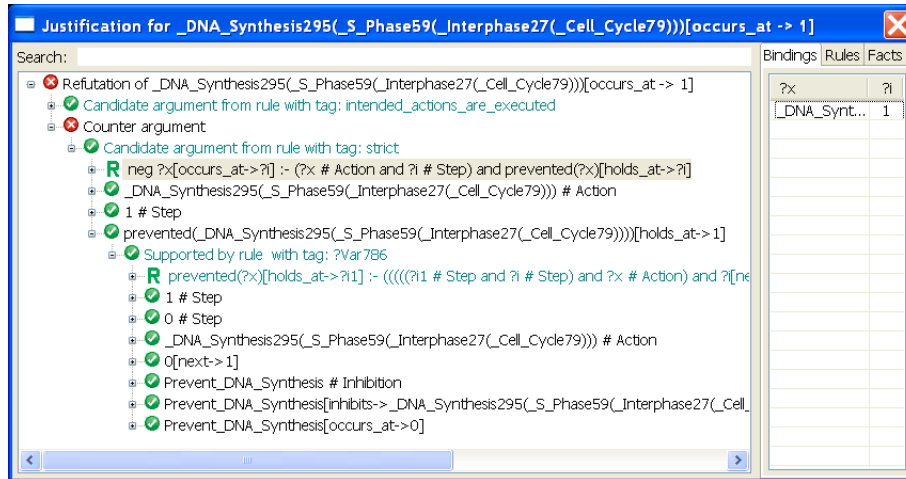 Justification for _DNA_Synthesis295(_S_Phase59(_Interphase27(_Cell_Cycle79)))[occurs_at -> 1]
Search:
Bindings Rules Facts
Refutation of _DNA_Synthesis295(_S_Phase59(_Interphase27(_Cell_Cycle79)))[occurs_at -> 1]
Candidate argument from rule with tag: intended_actions_are_executed
Counter argument
Candidate argument from rule with tag: strict
R neg ?x[occurs_at->?i] :- (?x # Action and ?i # Step) and prevented(?x)[holds_at->?i]
_DNA_Synthesis295(_S_Phase59(_Interphase27(_Cell_Cycle79))) # Action
1 # Step
prevented(_DNA_Synthesis295(_S_Phase59(_Interphase27(_Cell_Cycle79))))[holds_at->1]
Supported by rule with tag: ?Var786
R prevented(?x)[holds_at->?i1] :- (((((?i1 # Step and ?i # Step) and ?x # Action) and ?i[ne
1 # Step
0 # Step
_DNA_Synthesis295(_S_Phase59(_Interphase27(_Cell_Cycle79))) # Action
0[next->1]
Prevent_DNA_Synthesis # Inhibition
Prevent_DNA_Synthesis[inhibits->_DNA_Synthesis295(_S_Phase59(_Interphase27(_Cell_
Prevent_DNA_Synthesis[occurs_at->0]
?x ?i
_DNA_Synt... 1